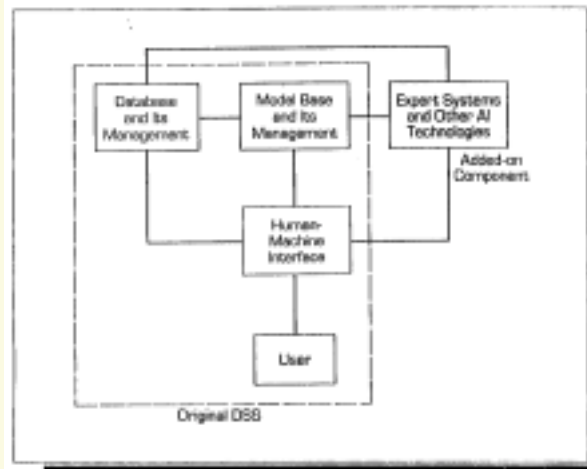 Database
and Its
Management
Model Base
and Its
Management
Expert Systems
and Other AI
Technologies
Added-on
Component
Human-
Machine
Interface
User
Original DSS